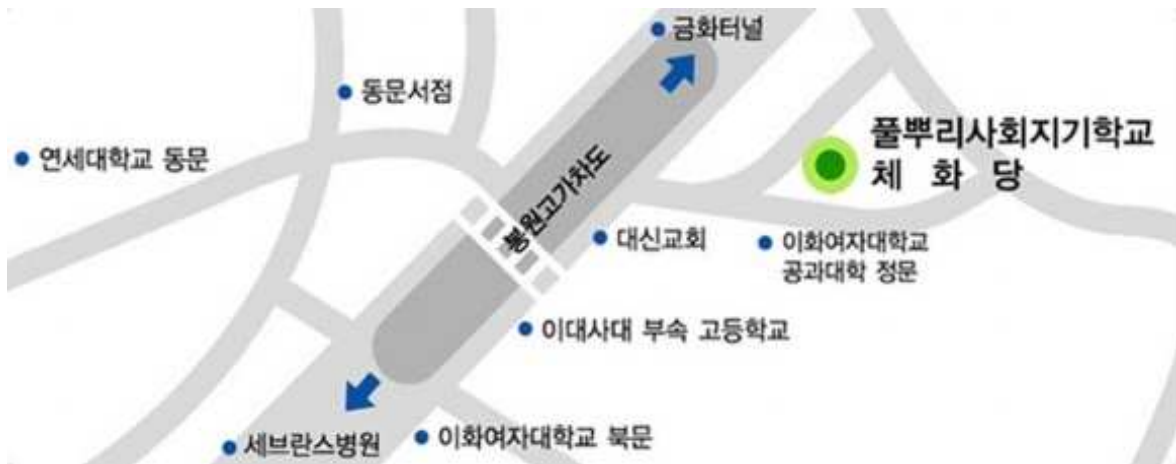 금화터널
동문서점
풀뿌리사회지기학교
체 화 당
연세대학교 동문
봉원고가차도
대신교회
이화여자대학교
공과대학 정문
이대사대 부속 고등학교
세브란스병원
이화여자대학교 북문